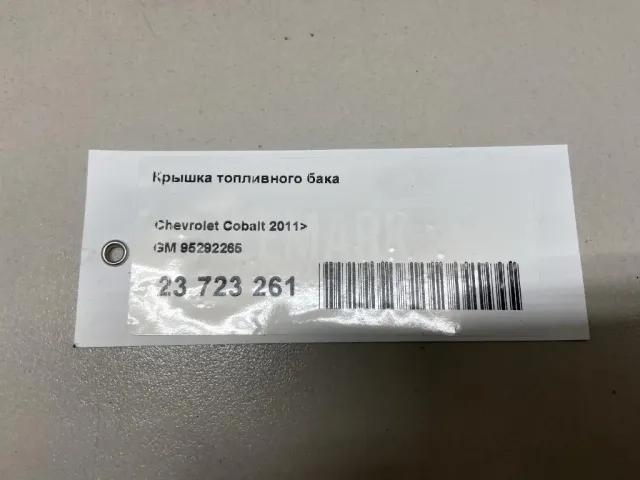 Крышка топливного бака
Chevrolet Cobalt 2011>
GM 95292265
23 723 261